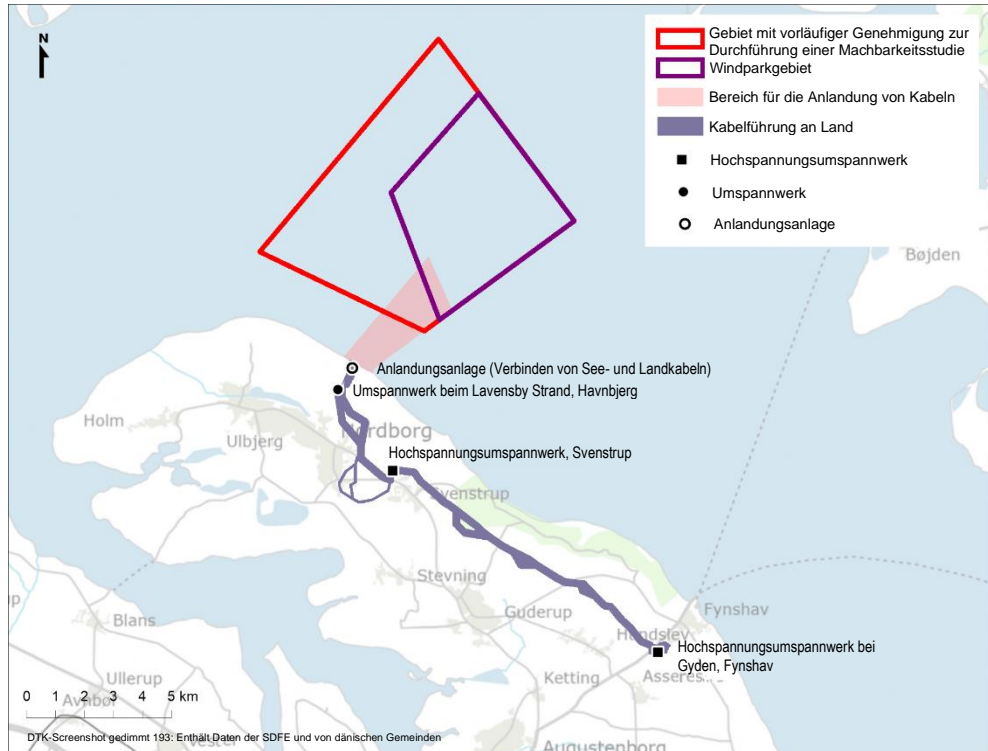 N
Gebiet mit vorläufiger Genehmigung zur
Durchführung einer Machbarkeitsstudie
Windparkgebiet
Bereich für die Anlandung von Kabeln
Kabelführung an Land
Hochspannungsumspannwerk
Umspannwerk
Anlandungsanlage
Bøjden
Anlandungsanlage (Verbinden von See- und Landkabeln)
Umspannwerk beim Lavensby Strand, Havnbjerg
Holm
Ulbjerg
Nordborg
Hochspannungsumspannwerk, Svenstrup
Svenstrup
Stevning
Guderup
Fynshav
Blans
Hundslev
Hochspannungsumspannwerk bei
Gyden, Fynshav
Ullerup
Ketting
0 1 2 3 4 5 km
DTK-Screenshot gedimmt 193: Enthält Daten der SDFE und von dänischen Gemeinden
Augustenborg